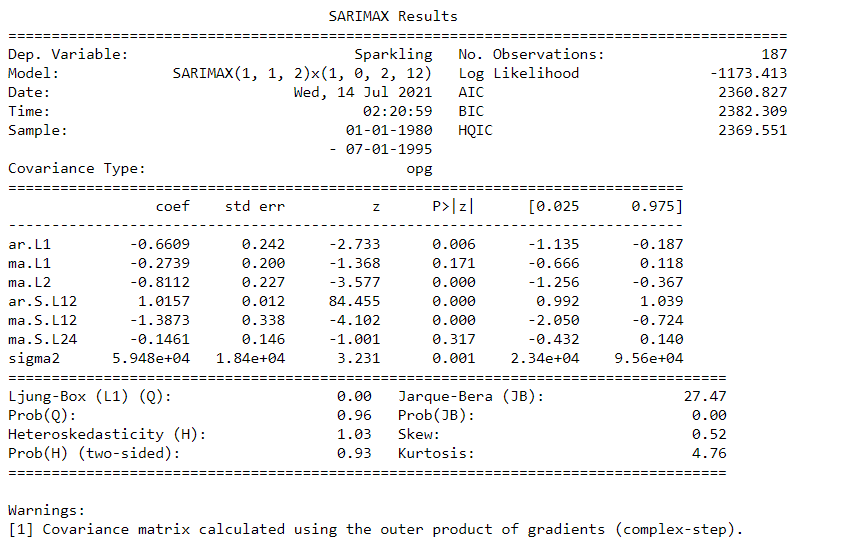 SARIMAX Results
==========================================================================================
Dep. Variable:                          Sparkling   No. Observations:                  187
Model:             SARIMAX(1, 1, 2)x(1, 0, 2, 12)   Log Likelihood               -1173.413
Date:                            Wed, 14 Jul 2021   AIC                           2360.827
Time:                                    02:20:59   BIC                           2382.309
Sample:                                01-01-1980   HQIC                          2369.551
- 07-01-1995
Covariance Type:                              opg
==============================================================================
coef    std err          z      P>|z|      [0.025      0.975]
------------------------------------------------------------------------------
ar.L1         -0.6609      0.242     -2.733      0.006      -1.135      -0.187
ma.L1         -0.2739      0.200     -1.368      0.171      -0.666       0.118
ma.L2         -0.8112      0.227     -3.577      0.000      -1.256      -0.367
ar.S.L12       1.0157      0.012     84.455      0.000       0.992       1.039
ma.S.L12      -1.3873      0.338     -4.102      0.000      -2.050      -0.724
ma.S.L24      -0.1461      0.146     -1.001      0.317      -0.432       0.140
sigma2      5.948e+04   1.84e+04      3.231      0.001    2.34e+04    9.56e+04
===================================================================================
Ljung-Box (L1) (Q):                   0.00   Jarque-Bera (JB):                27.47
Prob(Q):                              0.96   Prob(JB):                         0.00
Heteroskedasticity (H):               1.03   Skew:                             0.52
Prob(H) (two-sided):                  0.93   Kurtosis:                         4.76
===================================================================================
Warnings:
[1] Covariance matrix calculated using the outer product of gradients (complex-step).